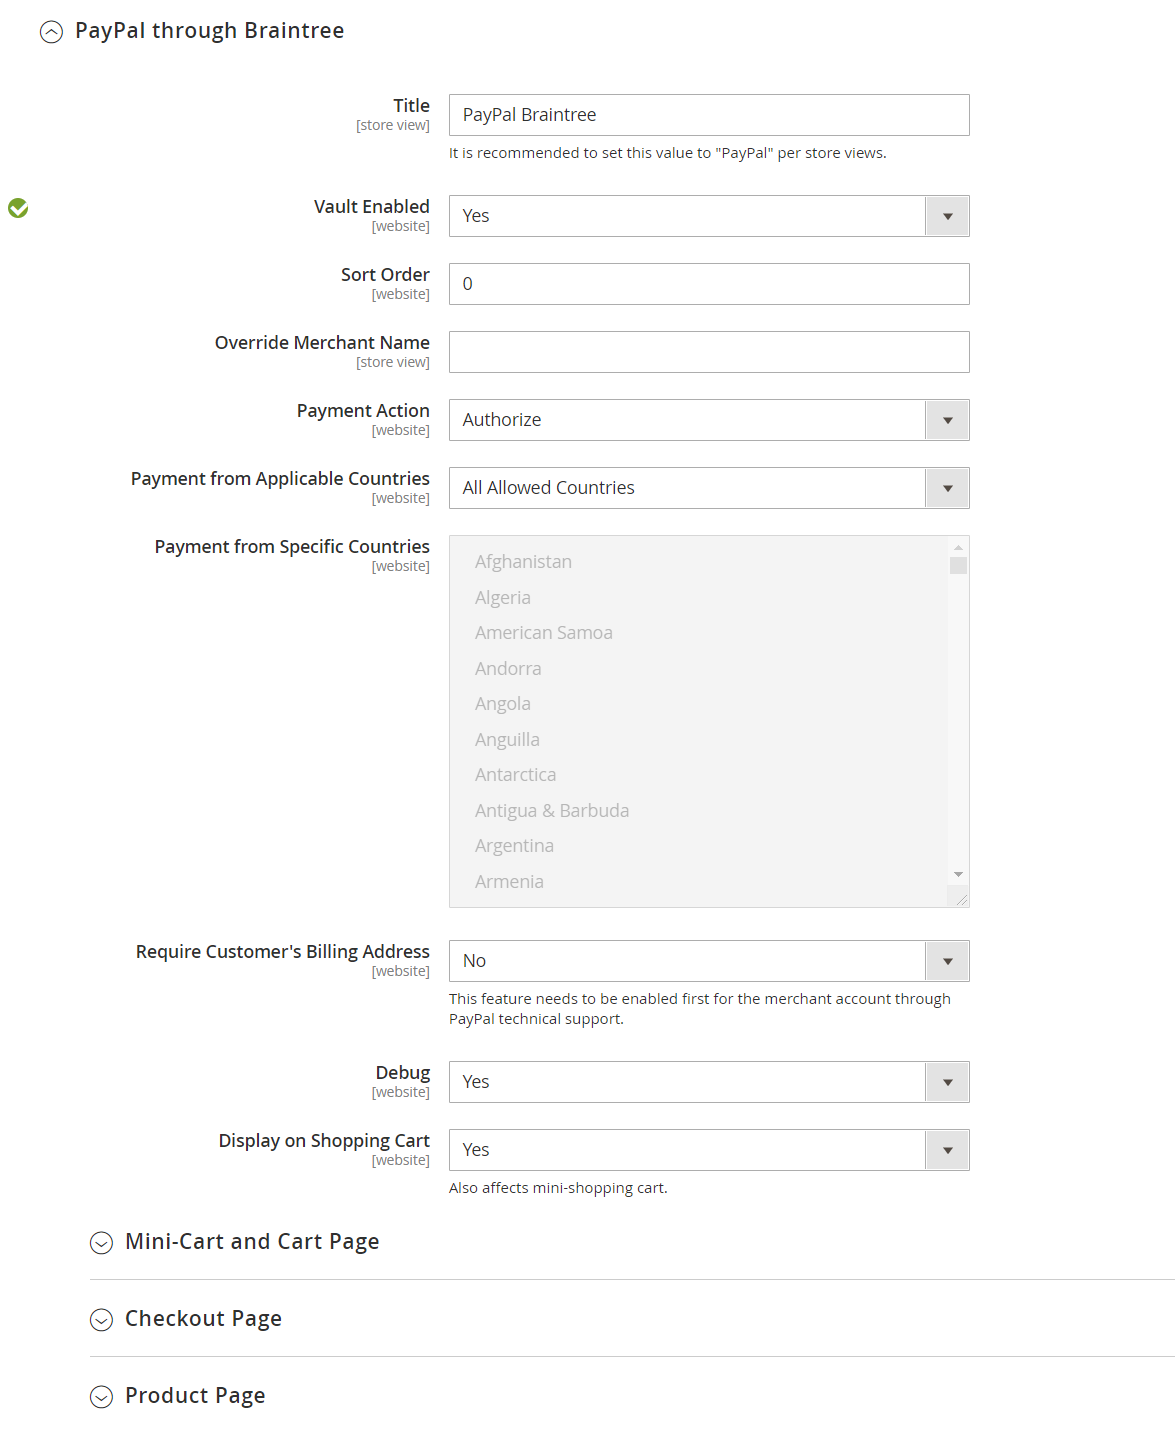 PayPal through Braintree
Title
[store view]
PayPal Braintree
It is recommended to set this value to "PayPal" per store views.
Vault Enabled
[website]
Yes
Sort Order
[website]
0
Override Merchant Name
[store view]
Payment Action
[website]
Authorize
Payment from Applicable Countries
[website]
All Allowed Countries
Payment from Specific Countries
[website]
Afghanistan
Algeria
American Samoa
Andorra
Angola
Anguilla
Antarctica
Antigua & Barbuda
Argentina
Armenia
Require Customer's Billing Address
[website]
No
This feature needs to be enabled first for the merchant account through
PayPal technical support.
Debug
[website]
Yes
Display on Shopping Cart
[website]
Yes
Also affects mini-shopping cart.
Mini-Cart and Cart Page
Checkout Page
Product Page